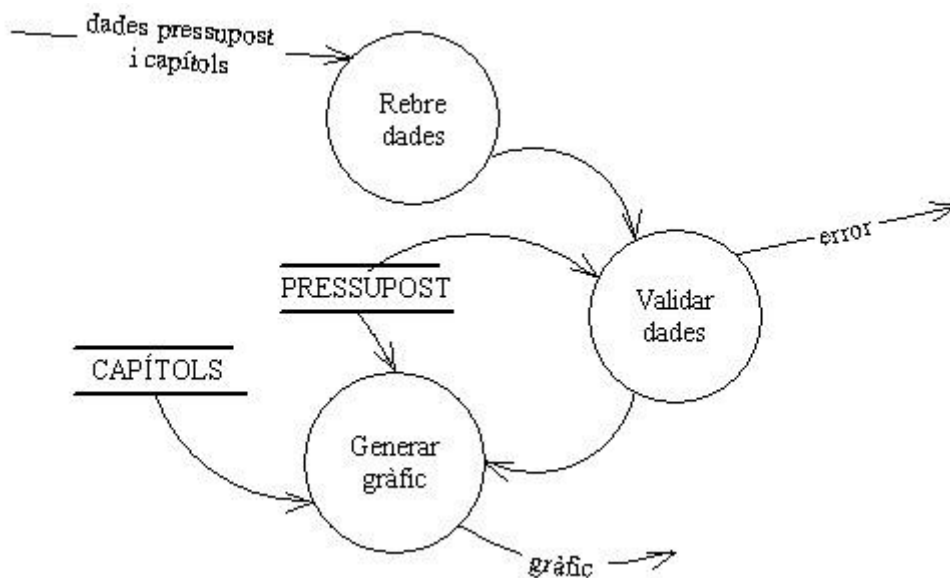 dades pressupost
i capítols
Rebre
dades
error
PRESSUPOST
Validar
dades
CAPÍTOLS
Generar
gràfic
gràfic